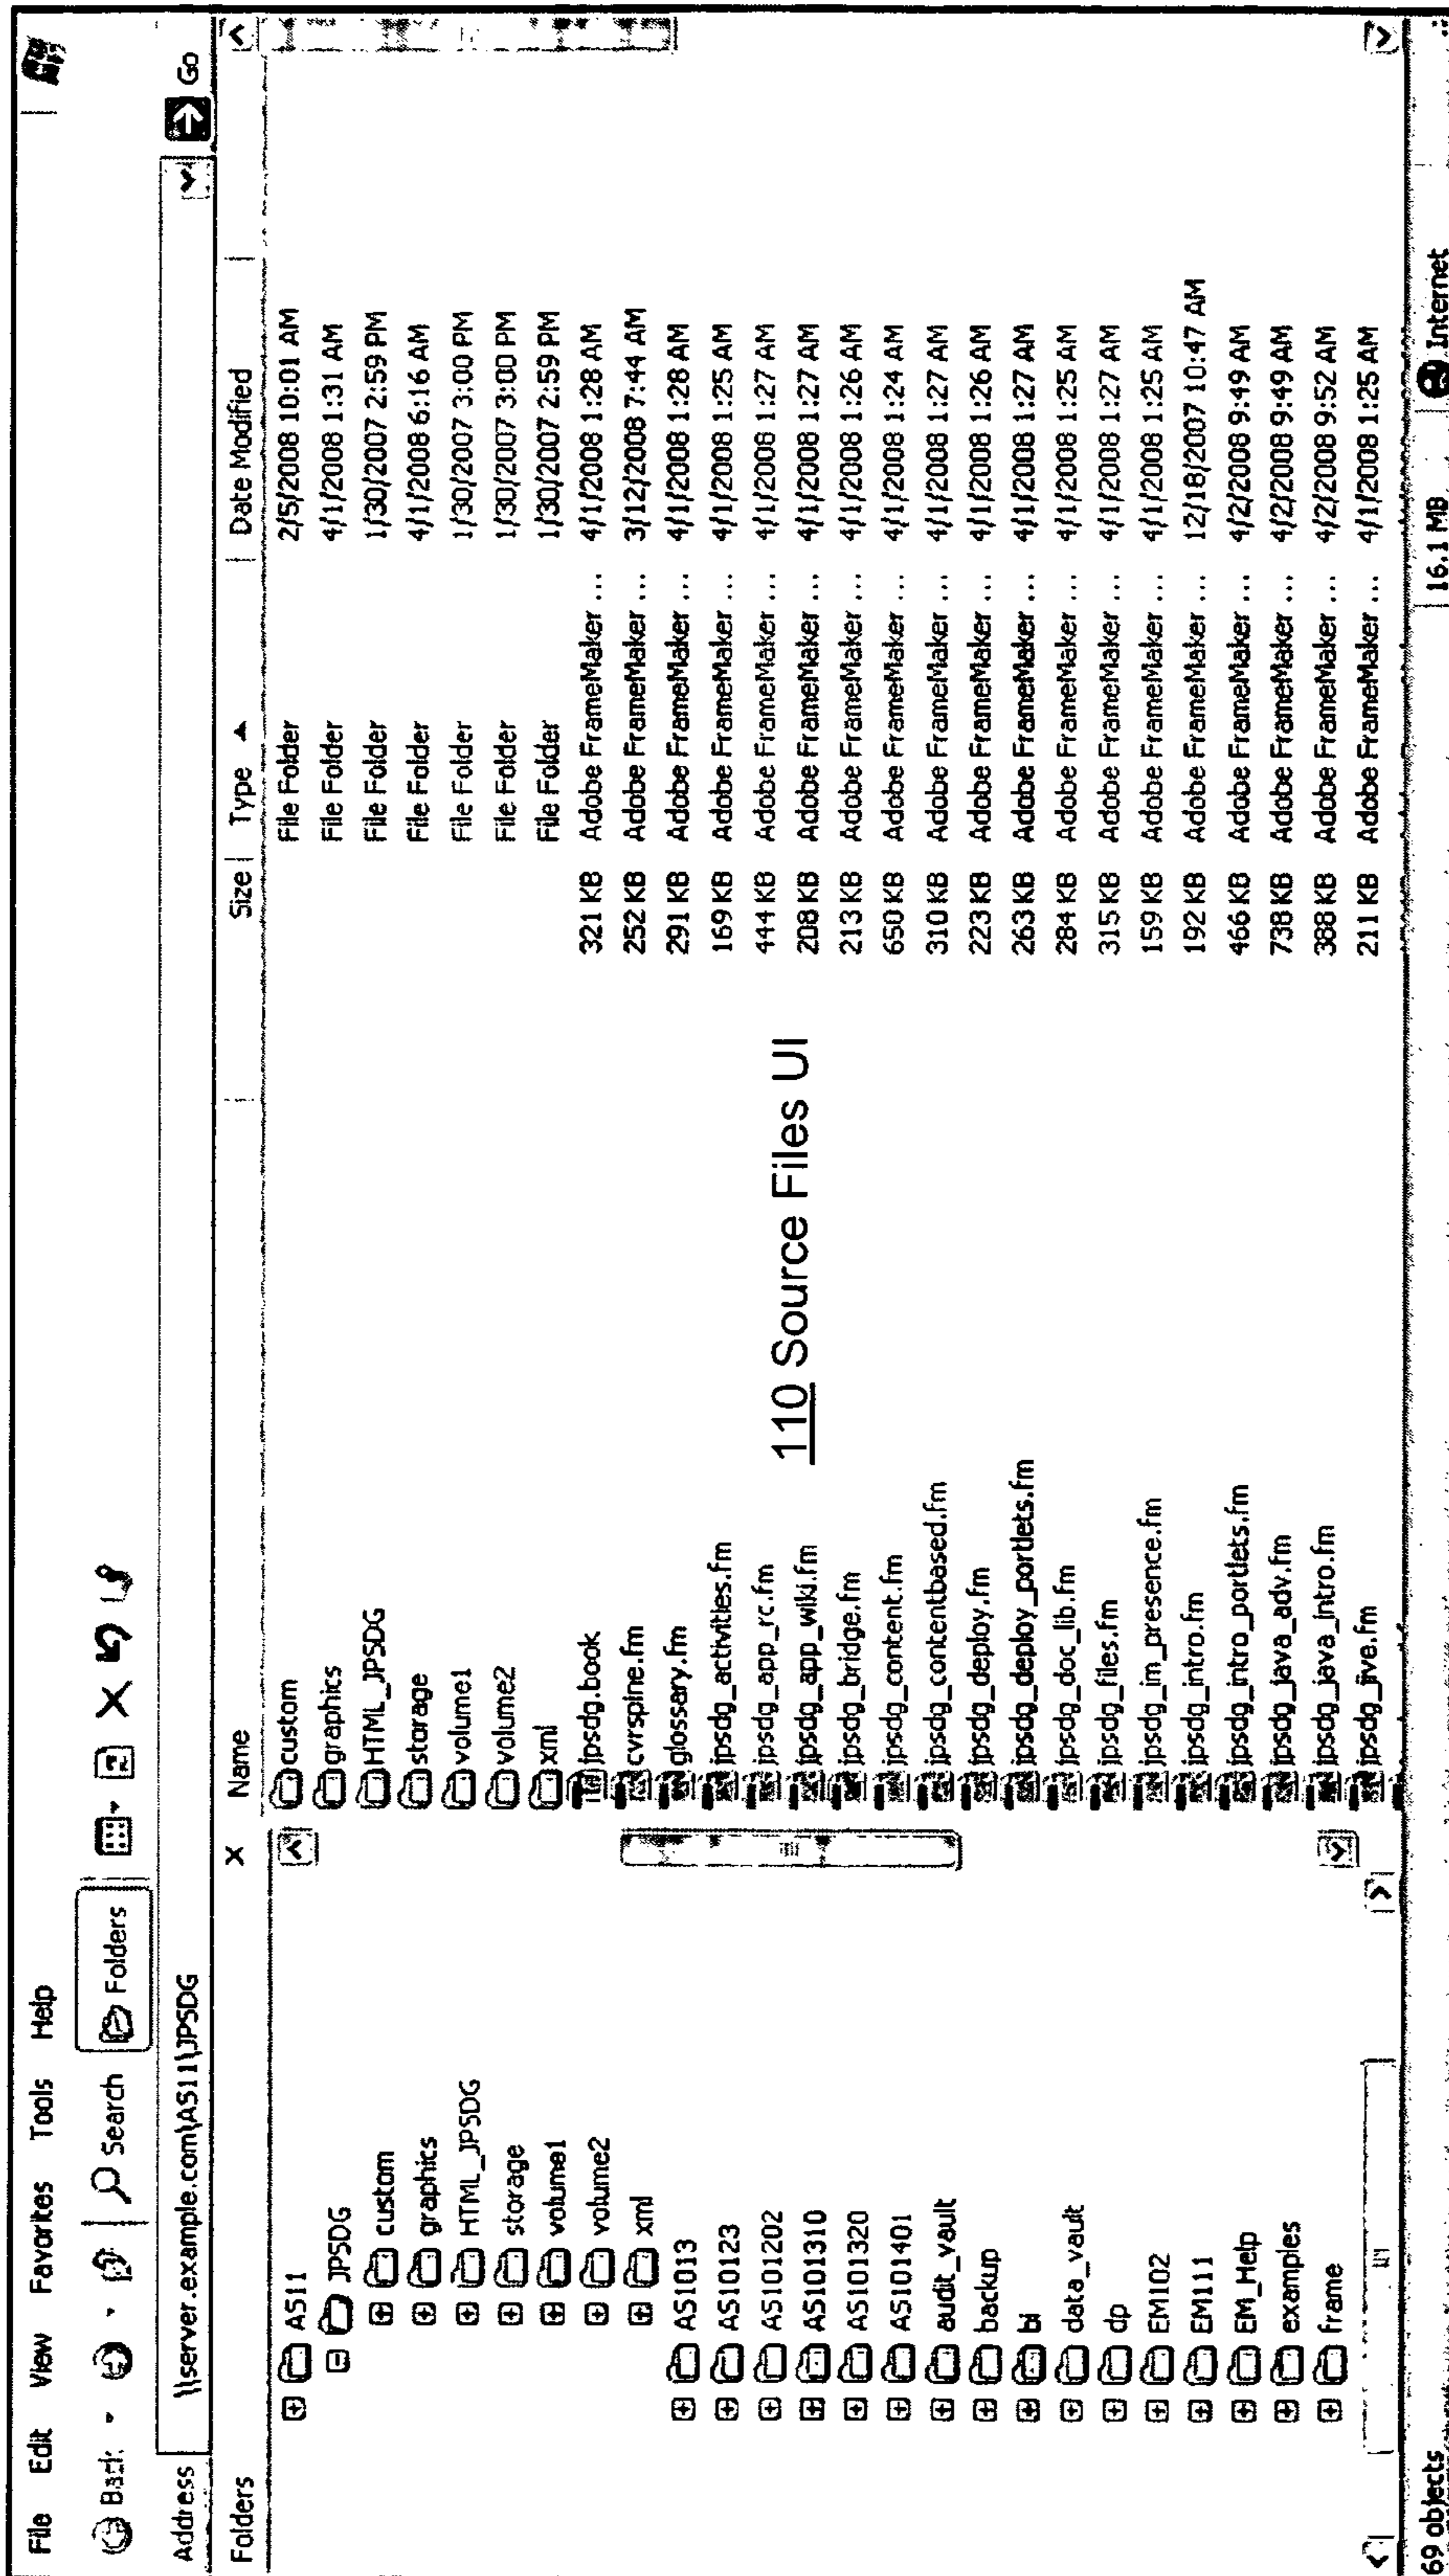 File Edit View Favorites Tools Help
Back Search Folders
Address \\server.example.com\AS11\JPSDG Go
Folders X
AS11
JPSDG
custom
graphics
HTML_JPSDG
storage
volume1
volume2
xml
AS1013
AS10123
AS101202
AS101310
AS101320
AS101401
audit_vault
backup
bi
data_vault
dp
EM102
EM111
EM_Help
examples
frame
Name Size Type Date Modified
custom File Folder 2/5/2008 10:01 AM
graphics File Folder 4/1/2008 1:31 AM
HTML_JPSDG File Folder 1/30/2007 2:59 PM
storage File Folder 4/1/2008 6:16 AM
volume1 File Folder 1/30/2007 3:00 PM
volume2 File Folder 1/30/2007 3:00 PM
xml File Folder 1/30/2007 2:59 PM
jpsdg.book 321 KB Adobe FrameMaker ... 4/1/2008 1:28 AM
cvrspine.fm 252 KB Adobe FrameMaker ... 3/12/2008 7:44 AM
glossary.fm 291 KB Adobe FrameMaker ... 4/1/2008 1:28 AM
jpsdg_activities.fm 169 KB Adobe FrameMaker ... 4/1/2008 1:25 AM
jpsdg_app_rc.fm 444 KB Adobe FrameMaker ... 4/1/2008 1:27 AM
jpsdg_app_wiki.fm 208 KB Adobe FrameMaker ... 4/1/2008 1:27 AM
jpsdg_bridge.fm 213 KB Adobe FrameMaker ... 4/1/2008 1:26 AM
jpsdg_content.fm 650 KB Adobe FrameMaker ... 4/1/2008 1:24 AM
jpsdg_contentbased.fm 310 KB Adobe FrameMaker ... 4/1/2008 1:27 AM
jpsdg_deploy.fm 223 KB Adobe FrameMaker ... 4/1/2008 1:26 AM
jpsdg_deploy_portlets.fm 263 KB Adobe FrameMaker ... 4/1/2008 1:27 AM
jpsdg_doc_lib.fm 284 KB Adobe FrameMaker ... 4/1/2008 1:25 AM
jpsdg_files.fm 315 KB Adobe FrameMaker ... 4/1/2008 1:27 AM
jpsdg_im_presence.fm 159 KB Adobe FrameMaker ... 4/1/2008 1:25 AM
jpsdg_intro.fm 192 KB Adobe FrameMaker ... 12/18/2007 10:47 AM
jpsdg_intro_portlets.fm 466 KB Adobe FrameMaker ... 4/2/2008 9:49 AM
jpsdg_java_adv.fm 738 KB Adobe FrameMaker ... 4/2/2008 9:49 AM
jpsdg_java_intro.fm 388 KB Adobe FrameMaker ... 4/2/2008 9:52 AM
jpsdg_jive.fm 211 KB Adobe FrameMaker ... 4/1/2008 1:25 AM
110 Source Files UI
69 objects 16.1 MB Internet